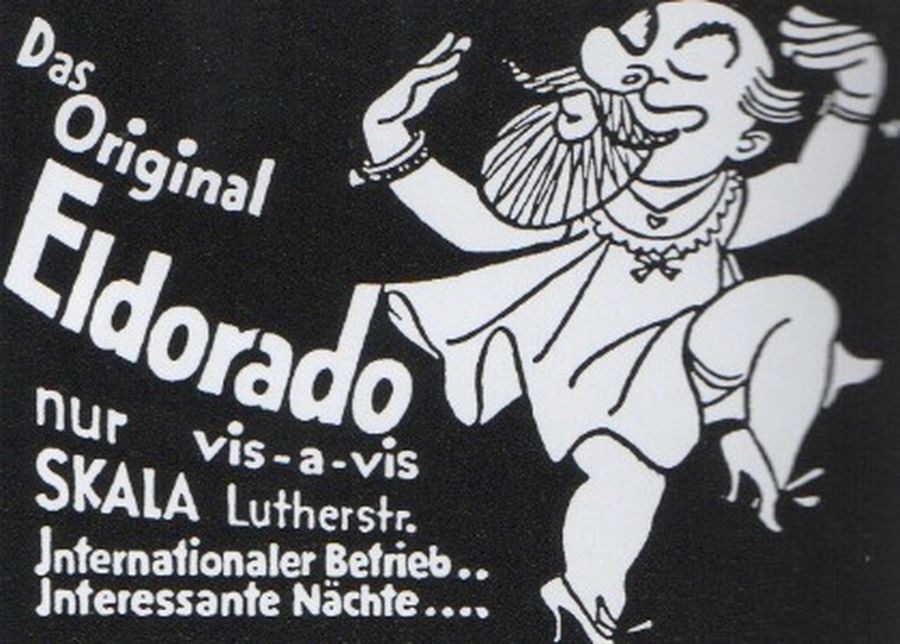 Das
Original
Eldorado
nur vis-a-vis
SKALA Lutherstr.
Jnternationaler Betrieb..
Jnteressante Nächte....